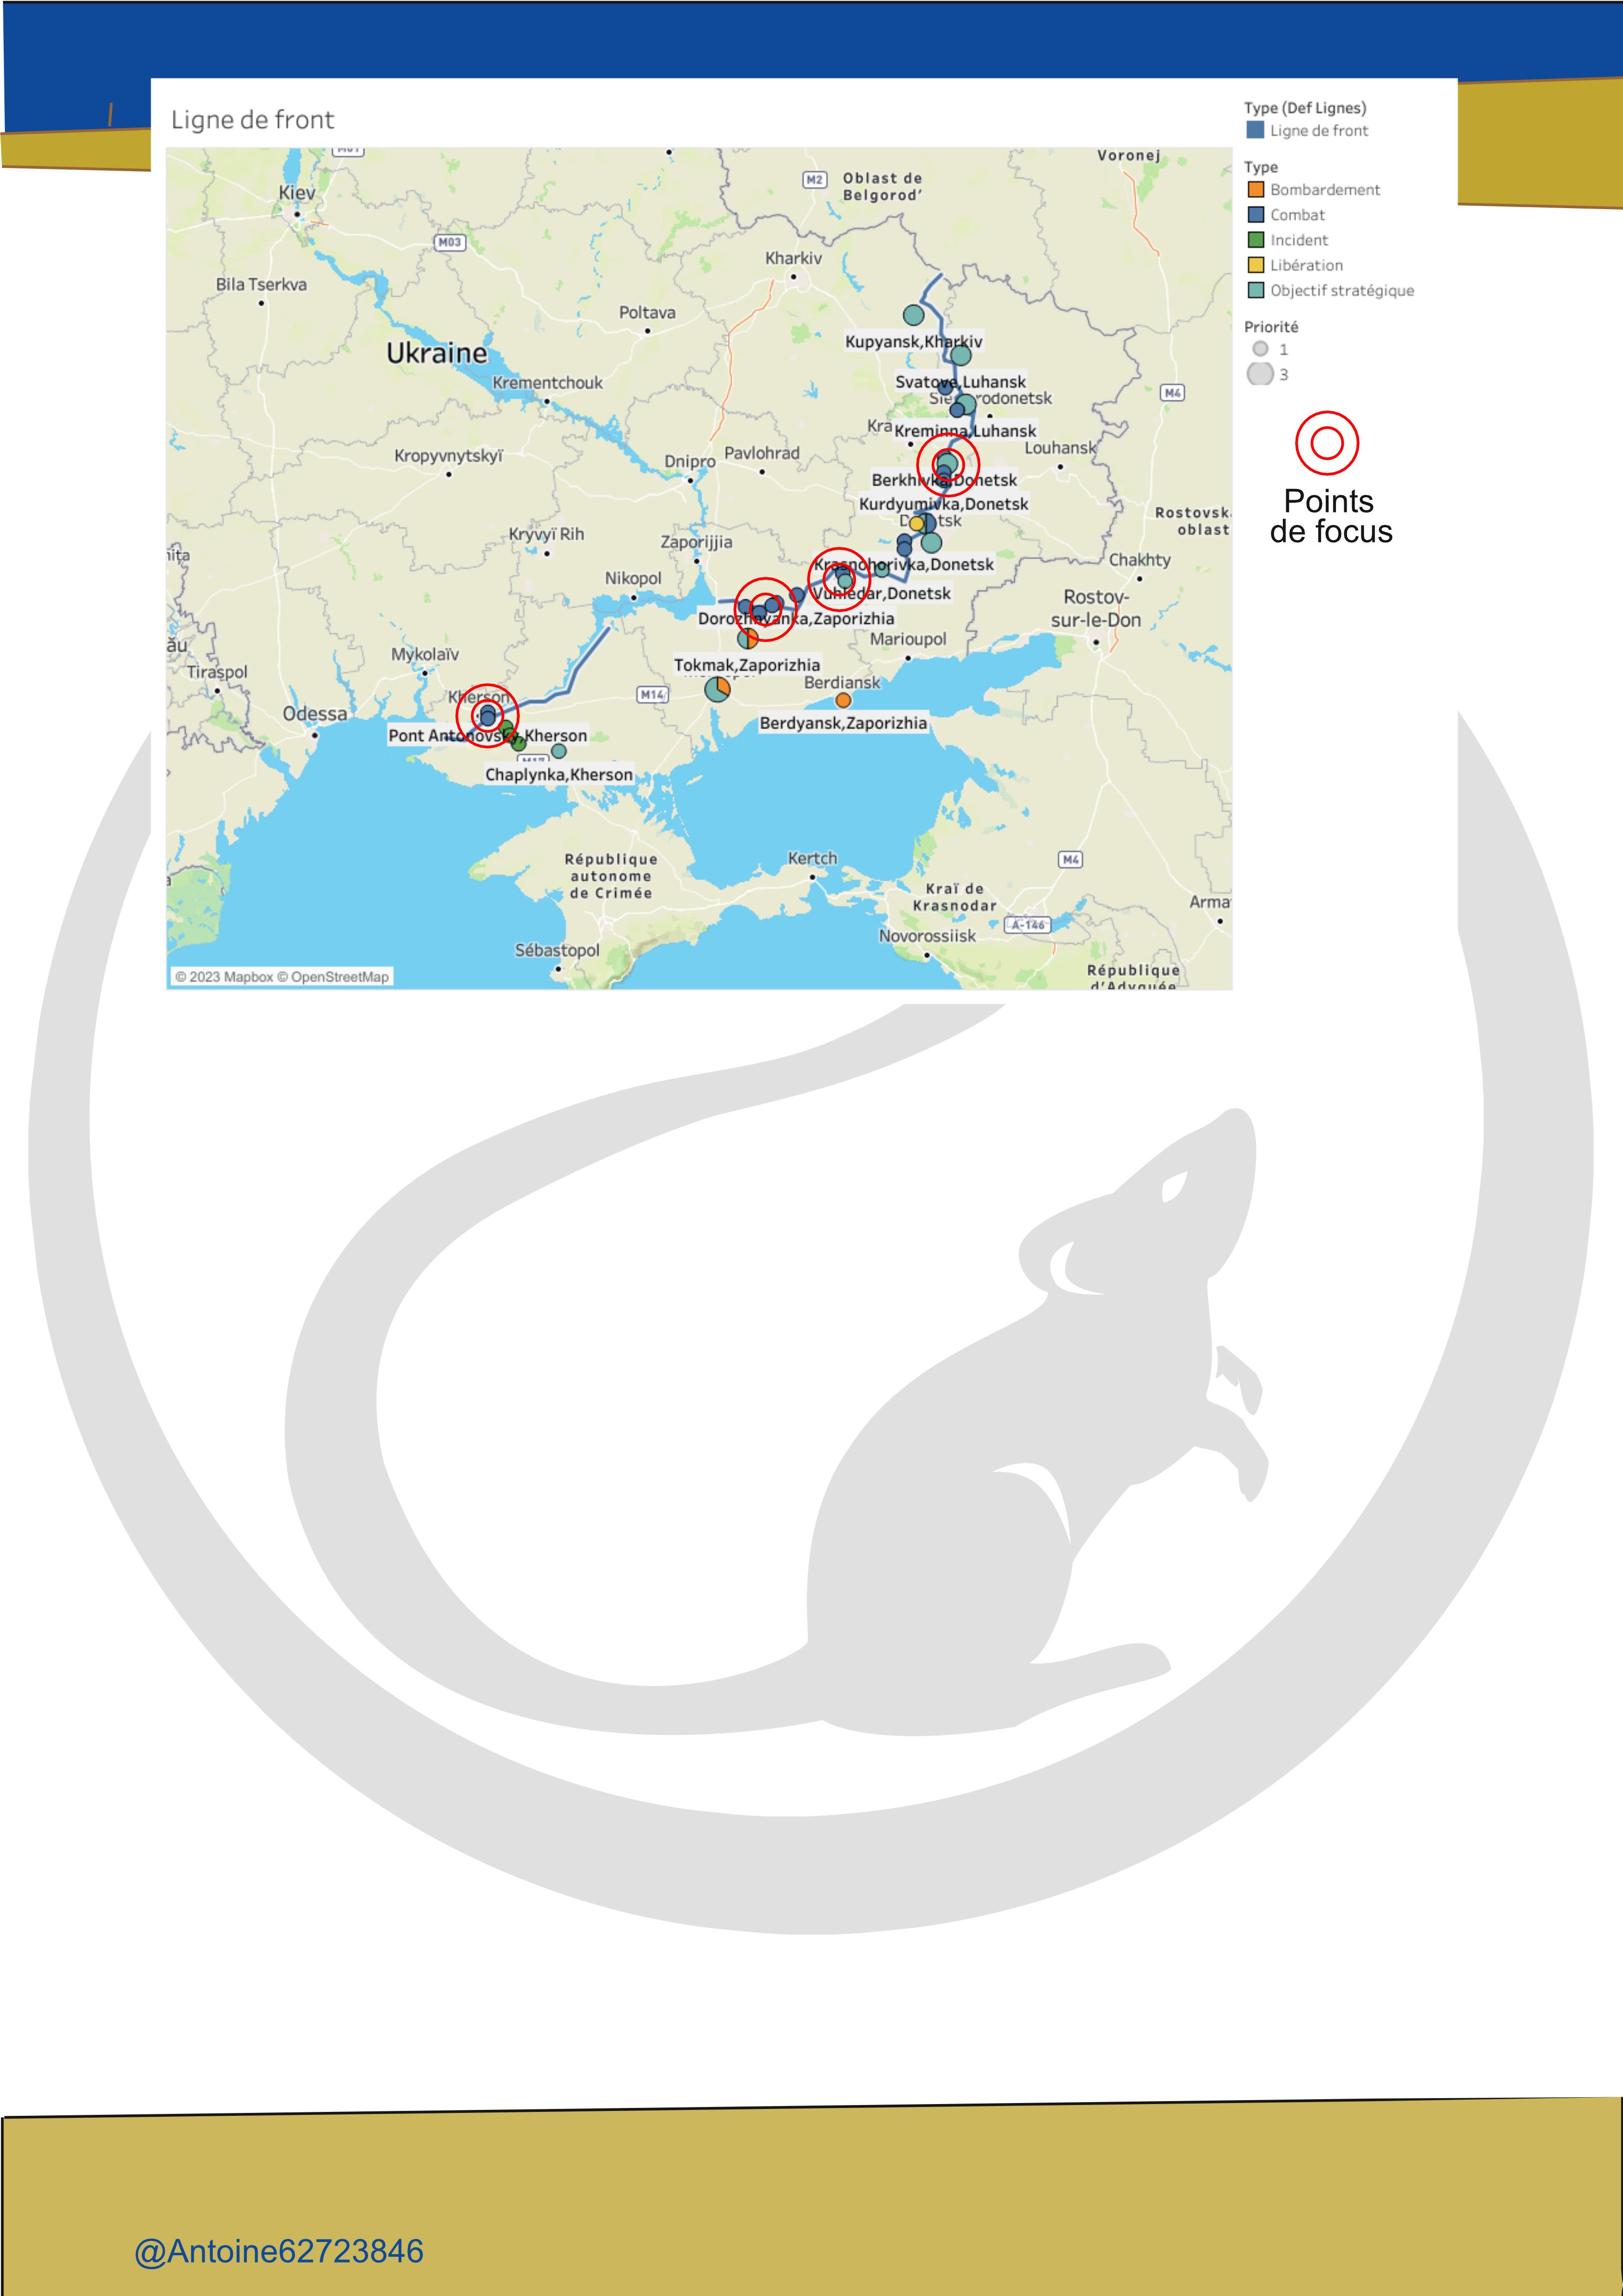 Ligne de front
Type (Def Lignes)
Ligne de front
Type
Bombardement
Combat
Incident
Libération
Objectif stratégique
Priorité
1
3
Points
de focus
Voronej
M2
Oblast de
Belgorod'
Kiev
M03
Kharkiv
Bila Tserkva
Poltava
Kupyansk,Kharkiv
Ukraine
Krementchouk
Svatove,Luhansk
M4
Kreminna,Luhansk
Louhansk
Kropyvnytskyï
Dnipro
Pavlohrad
Berkhivka,Donetsk
Kurdyumivka,Donetsk
Rostovsk
oblast
Kryvyï Rih
Zaporijjia
Chakhty
Krasnohorivka,Donetsk
Nikopol
Vuhledar,Donetsk
Rostov-
sur-le-Don
Dorozhnyanka,Zaporizhia
Marioupol
Mykolaïv
Tiraspol
Tokmak,Zaporizhia
Berdiansk
Kherson
M14
Odessa
Berdyansk,Zaporizhia
Pont Antonovsky,Kherson
M17
Chaplynka,Kherson
République
autonome
de Crimée
Kertch
M4
Kraï de
Krasnodar
Arma
A-146
Novorossiisk
Sébastopol
République
d'Adyguée
© 2023 Mapbox © OpenStreetMap
@Antoine62723846